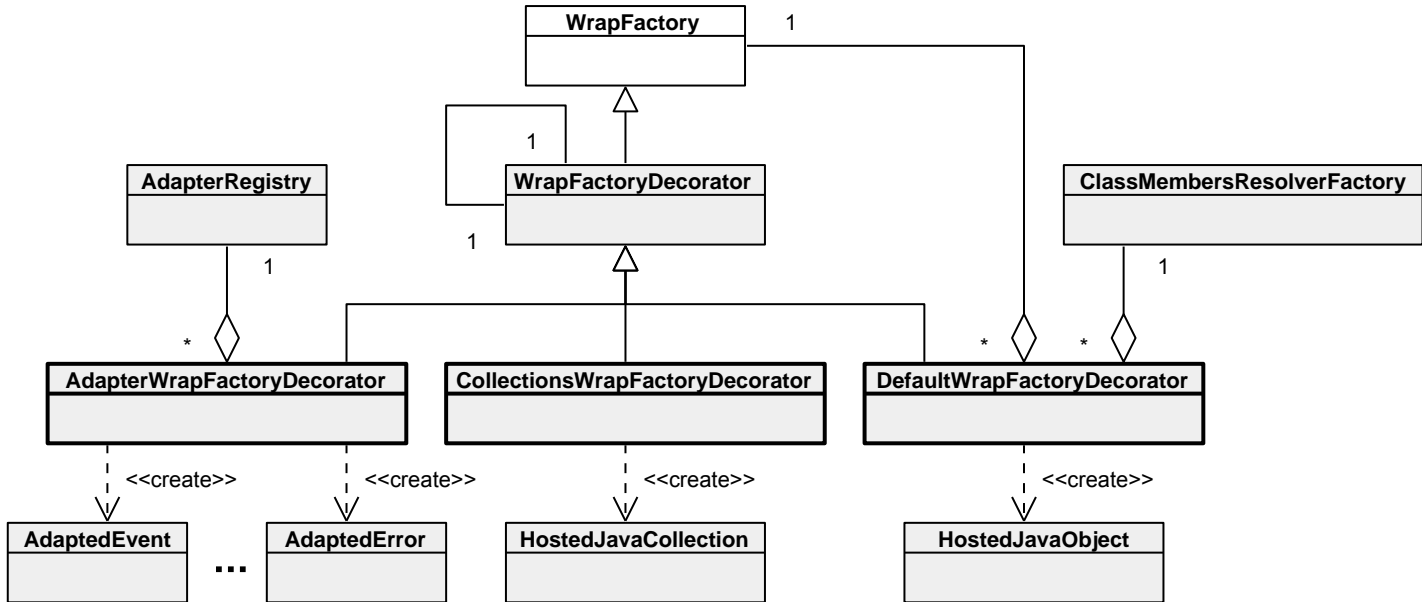 WrapFactory
1
1
AdapterRegistry
WrapFactoryDecorator
ClassMembersResolverFactory
1
1
1
*
*
*
AdapterWrapFactoryDecorator
CollectionsWrapFactoryDecorator
DefaultWrapFactoryDecorator
<<create>>
<<create>>
<<create>>
<<create>>
AdaptedEvent
...
AdaptedError
HostedJavaCollection
HostedJavaObject